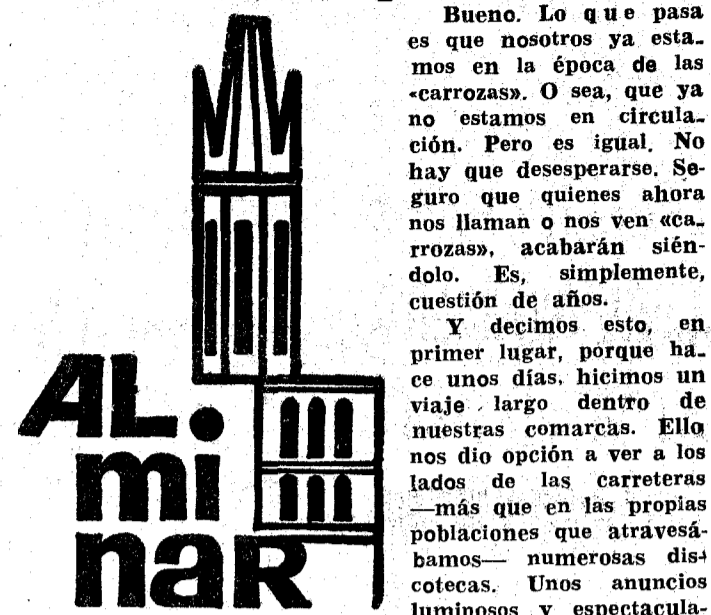 AL.
mi
naR
Bueno. Lo que pasa
es que nosotros ya esta-
mos en la época de las
«carrozas». O sea, que ya
no estamos en circula-
ción. Pero es igual. No
hay que desesperarse. Se-
guro que quienes ahora
nos llaman o nos ven «ca-
rrozas», acabarán sién-
dolo. Es, simplemente,
cuestión de años.
Y decimos esto, en
primer lugar, porque ha-
ce unos días, hicimos un
viaje largo dentro de
nuestras comarcas. Ello
nos dio opción a ver a los
lados de las carreteras
—más que en las propias
poblaciones que atravesá-
bamos— numerosas dis-
cotecas. Unos anuncios
luminosos y espectacula-